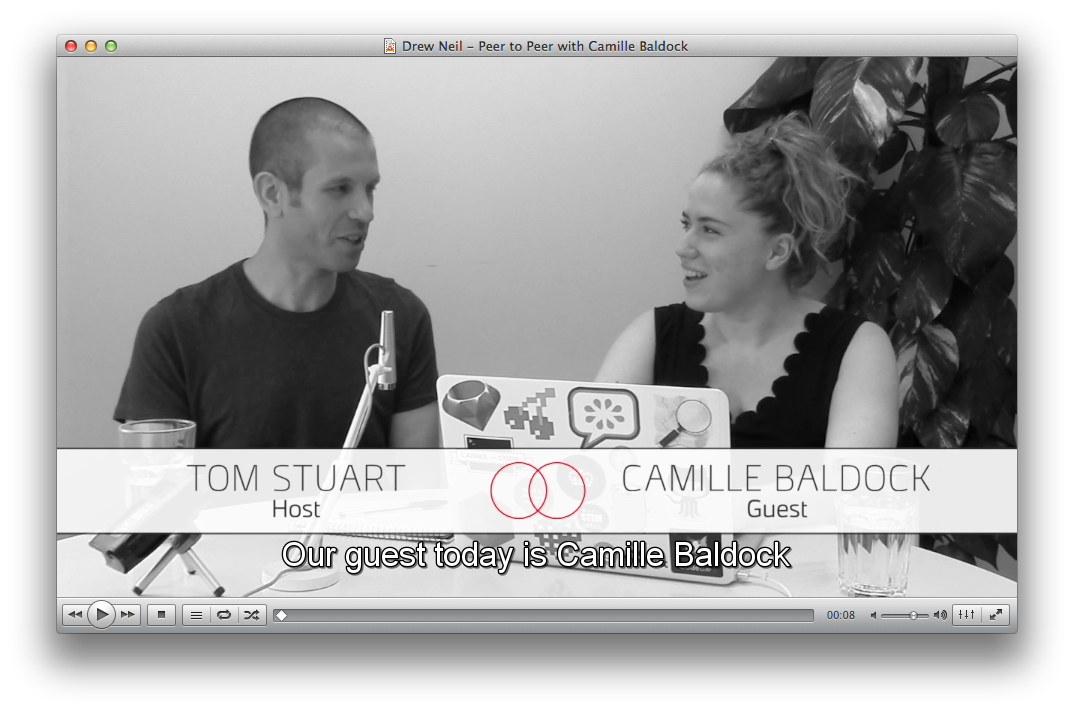 Drew Neil – Peer to Peer with Camille Baldock
TOM STUART
Host
CAMILLE BALDOCK
Guest
Our guest today is Camille Baldock
00:08